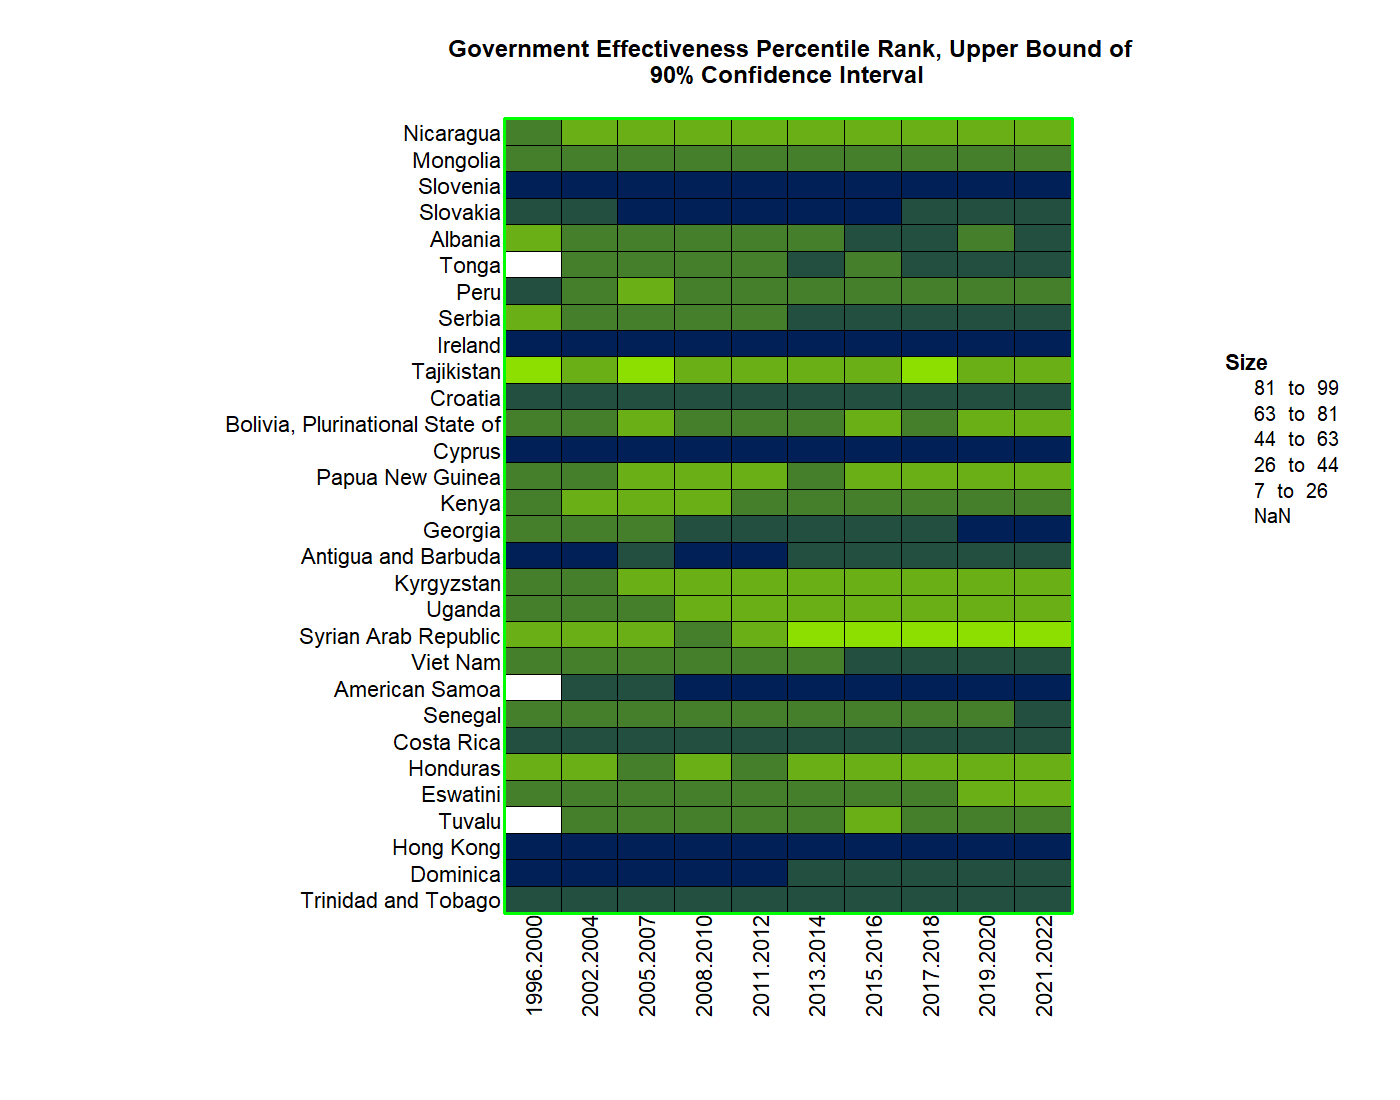 Government Effectiveness Percentile Rank, Upper Bound of
90% Confidence Interval
Nicaragua
Mongolia
Slovenia
Slovakia
Albania
Tonga
Peru
Serbia
Ireland
Tajikistan
Croatia
Bolivia, Plurinational State of
Cyprus
Papua New Guinea
Kenya
Georgia
Antigua and Barbuda
Kyrgyzstan
Uganda
Syrian Arab Republic
Viet Nam
American Samoa
Senegal
Costa Rica
Honduras
Eswatini
Tuvalu
Hong Kong
Dominica
Trinidad and Tobago
1996.2000
2002.2004
2005.2007
2008.2010
2011.2012
2013.2014
2015.2016
2017.2018
2019.2020
2021.2022
Size
81 to 99
63 to 81
44 to 63
26 to 44
7 to 26
NaN